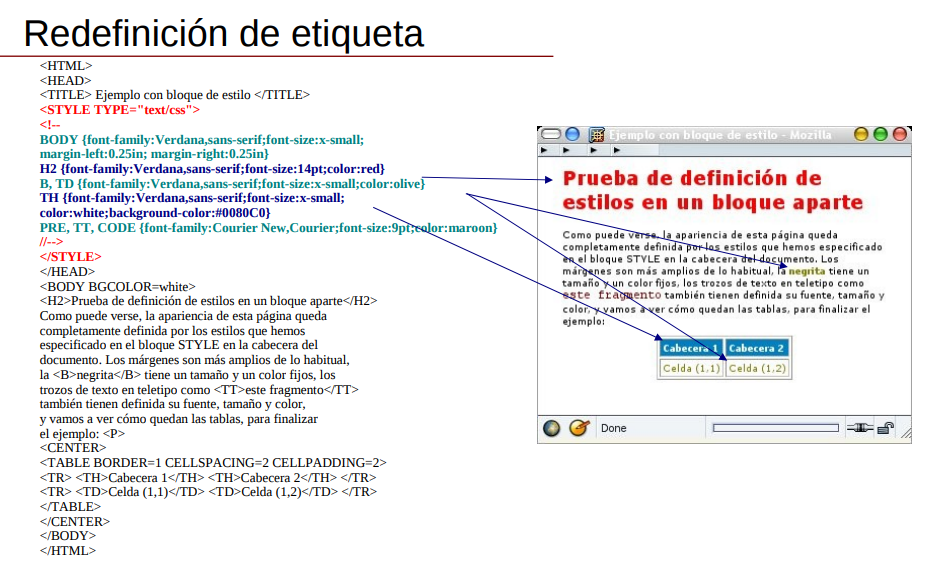 Redefinición de etiqueta
<HTML>
<HEAD>
<TITLE> Ejemplo con bloque de estilo </TITLE>
<STYLE TYPE="text/css">
<!--
BODY {font-family:Verdana,sans-serif;font-size:x-small;
margin-left:0.25in; margin-right:0.25in}
H2 {font-family:Verdana,sans-serif;font-size:14pt;color:red}
B, TD {font-family:Verdana,sans-serif;font-size:x-small;color:olive}
TH {font-family:Verdana,sans-serif;font-size:x-small;
color:white;background-color:#0080C0}
PRE, TT, CODE {font-family:Courier New,Courier;font-size:9pt;color:maroon}
//-->
</STYLE>
</HEAD>
<BODY BGCOLOR=white>
<H2>Prueba de definición de estilos en un bloque aparte</H2>
Como puede verse, la apariencia de esta página queda
completamente definida por los estilos que hemos
especificado en el bloque STYLE en la cabecera del
documento. Los márgenes son más amplios de lo habitual,
la <B>negrita</B> tiene un tamaño y un color fijos, los
trozos de texto en teletipo como <TT>este fragmento</TT>
también tienen definida su fuente, tamaño y color,
y vamos a ver cómo quedan las tablas, para finalizar
el ejemplo: <P>
<CENTER>
<TABLE BORDER=1 CELLSPACING=2 CELLPADDING=2>
<TR> <TH>Cabecera 1</TH> <TH>Cabecera 2</TH> </TR>
<TR> <TD>Celda (1,1)</TD> <TD>Celda (1,2)</TD> </TR>
</TABLE>
</CENTER>
</BODY>
</HTML>
Ejemplo con bloque de estilo - Mozilla
Prueba de definición de
estilos en un bloque aparte
Como puede verse, la apariencia de esta página queda
completamente definida por los estilos que hemos especificado
en el bloque STYLE en la cabecera del documento. Los
márgenes son más amplios de lo habitual, la negrita tiene un
tamaño y un color fijos, los trozos de texto en teletipo como
este fragmento también tienen definida su fuente, tamaño y
color, y vamos a ver cómo quedan las tablas, para finalizar el
ejemplo:
Cabecera 1 Cabecera 2
Celda (1,1) Celda (1,2)
Done